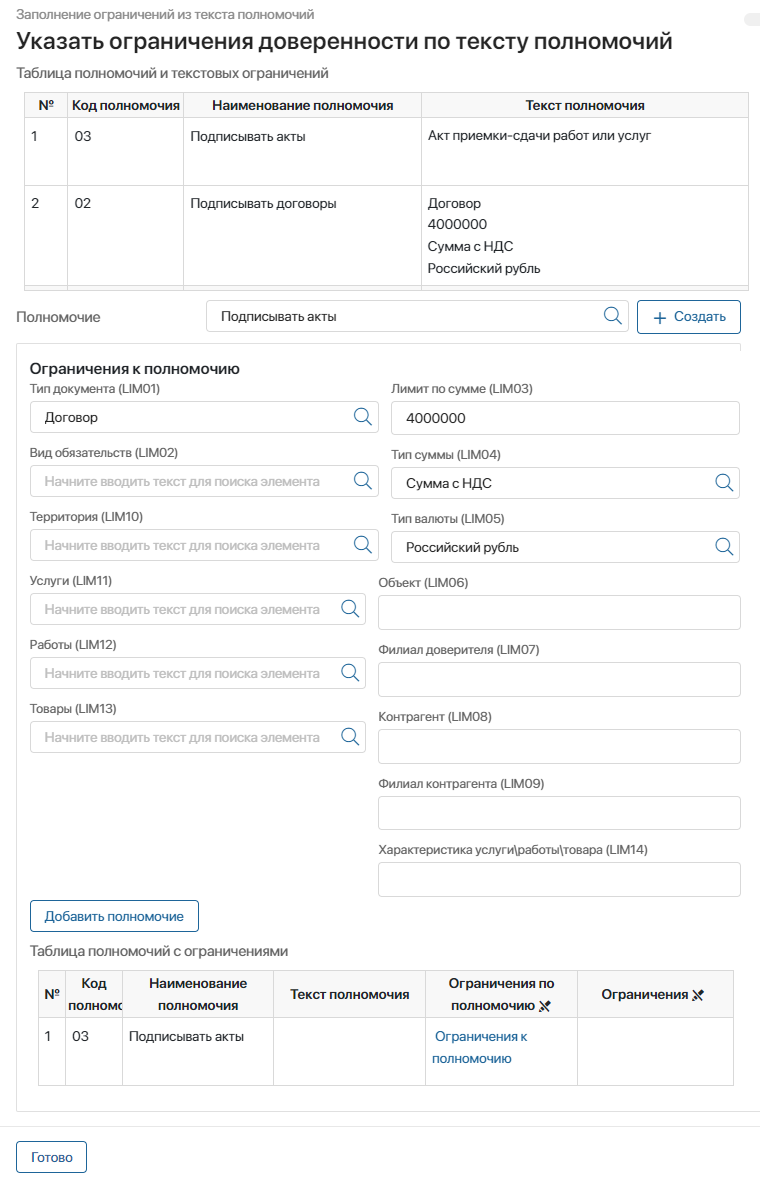 Заполнение ограничений из текста полномочий
Указать ограничения доверенности по тексту полномочий
Таблица полномочий и текстовых ограничений
№ Код полномочия Наименование полномочия Текст полномочия
1 03 Подписывать акты Акт приемки-сдачи работ или услуг
2 02 Подписывать договоры Договор
4000000
Сумма с НДС
Российский рубль
Полномочие Подписывать акты + Создать
Ограничения к полномочию
Тип документа (LIM01) Лимит по сумме (LIM03)
Договор 4000000
Вид обязательств (LIM02) Тип суммы (LIM04)
Начните вводить текст для поиска элемента Сумма с НДС
Территория (LIM10) Тип валюты (LIM05)
Начните вводить текст для поиска элемента Российский рубль
Услуги (LIM11) Объект (LIM06)
Начните вводить текст для поиска элемента
Работы (LIM12) Филиал доверителя (LIM07)
Начните вводить текст для поиска элемента
Товары (LIM13) Контрагент (LIM08)
Начните вводить текст для поиска элемента
Филиал контрагента (LIM09)
Характеристика услуги\работы\товара (LIM14)
Добавить полномочие
Таблица полномочий с ограничениями
№ Код полномо Наименование полномочия Текст полномочия Ограничения по полномочию Ограничения
1 03 Подписывать акты Ограничения к
полномочию
Готово